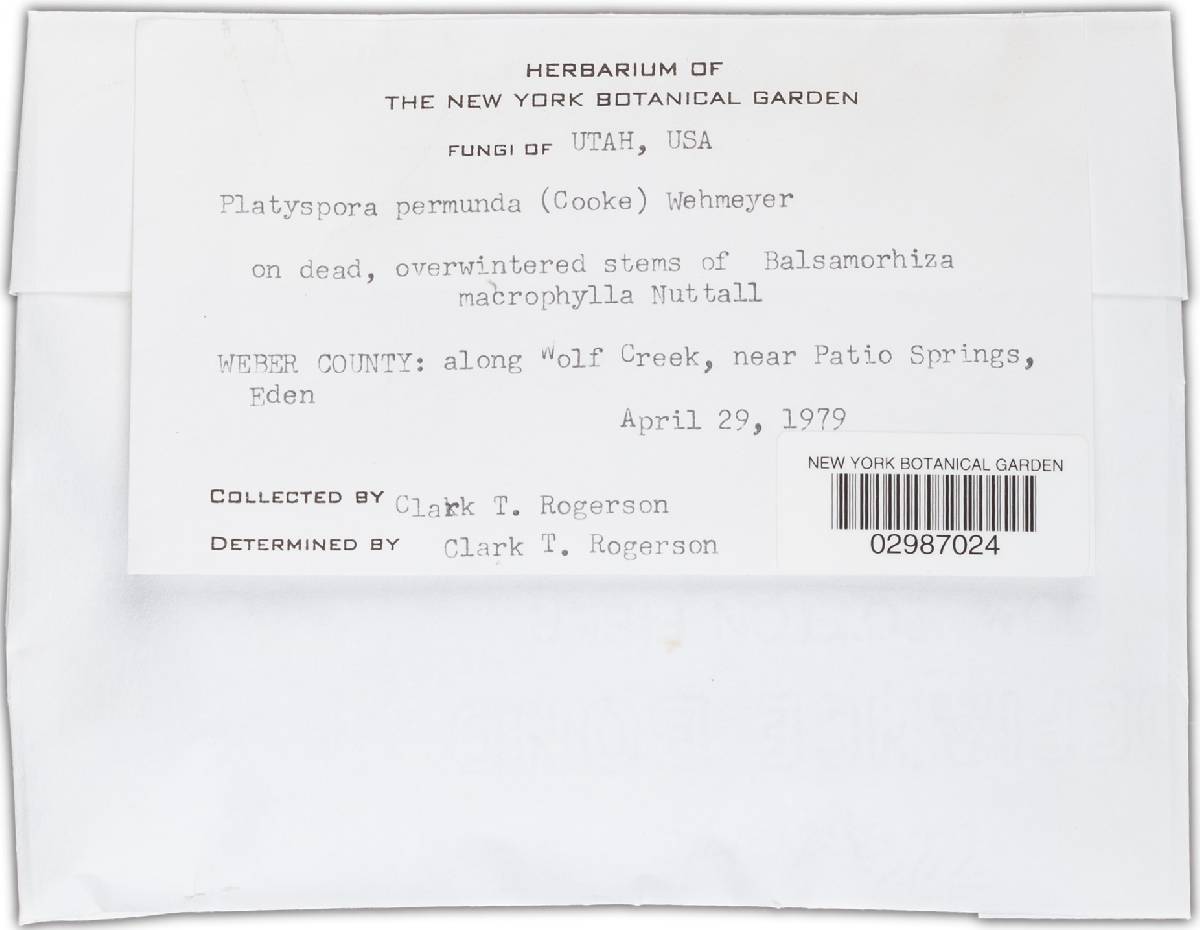 HERBARIUM OF
THE NEW YORK BOTANICAL GARDEN
FUNGI OF UTAH, USA
Platyspora permunda (Cooke) Wehmeyer
on dead, overwintered stems of Balsamorhiza
macrophylla Nuttall
WEBER COUNTY: along Wolf Creek, near Patio Springs,
Eden
April 29, 1979
NEW YORK BOTANICAL GARDEN
02987024
COLLECTED BY Clark T. Rogerson
DETERMINED BY Clark T. Rogerson